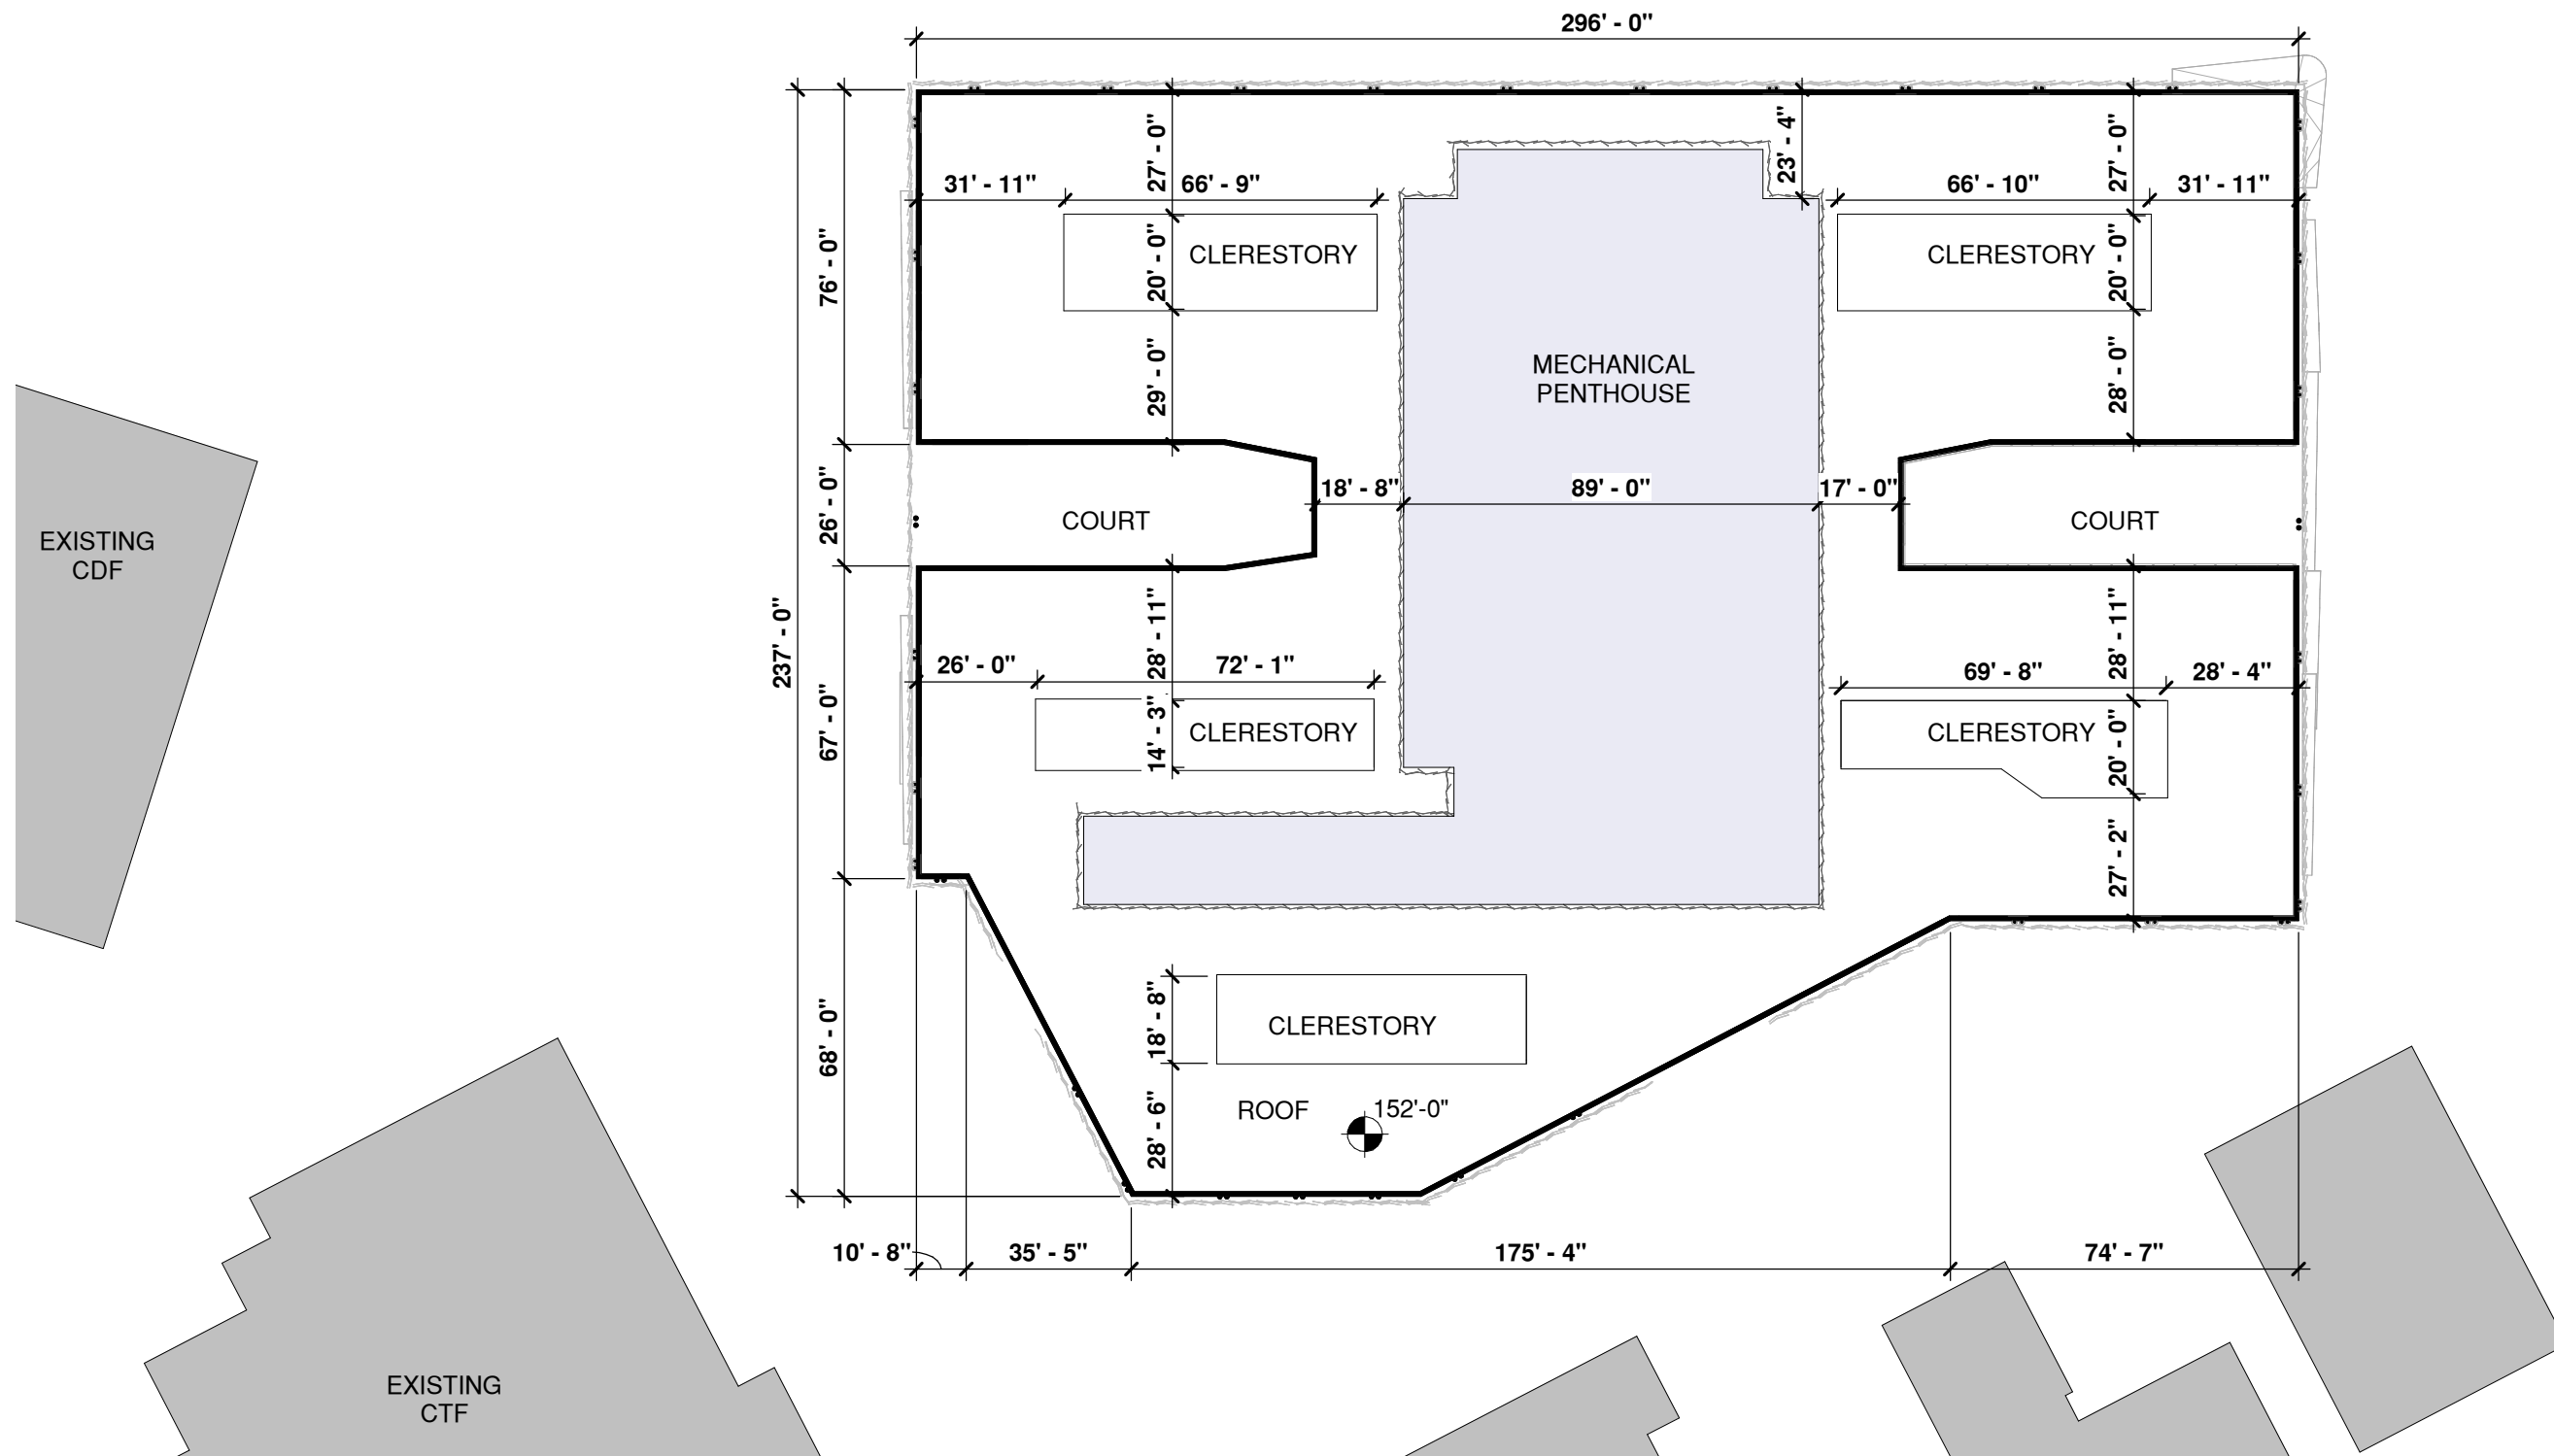 296' - 0"
27' - 0"
23' - 4"
27' - 0"
31' - 11"
66' - 9"
66' - 10"
31' - 11"
76' - 0"
20' - 0"
CLERESTORY
CLERESTORY
20' - 0"
29' - 0"
MECHANICAL
PENTHOUSE
28' - 0"
EXISTING
CDF
26' - 0"
COURT
18' - 8"
89' - 0"
17' - 0"
COURT
237' - 0"
28' - 11"
28' - 11"
26' - 0"
72' - 1"
69' - 8"
28' - 4"
67' - 0"
14' - 3"
CLERESTORY
CLERESTORY
20' - 0"
27' - 2"
68' - 0"
18' - 8"
CLERESTORY
28' - 6"
ROOF
152'-0"
10' - 8"
35' - 5"
175' - 4"
74' - 7"
EXISTING
CTF